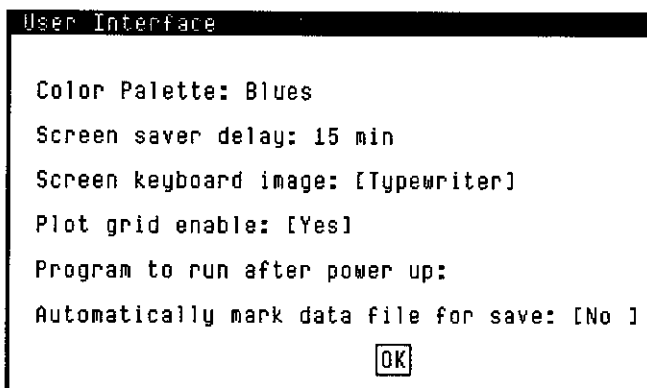 User Interface
Color Palette: Blues
Screen saver delay: 15 min
Screen keyboard image: [Typewriter]
Plot grid enable: [Yes]
Program to run after power up:
Automatically mark data file for save: [No ]
OK